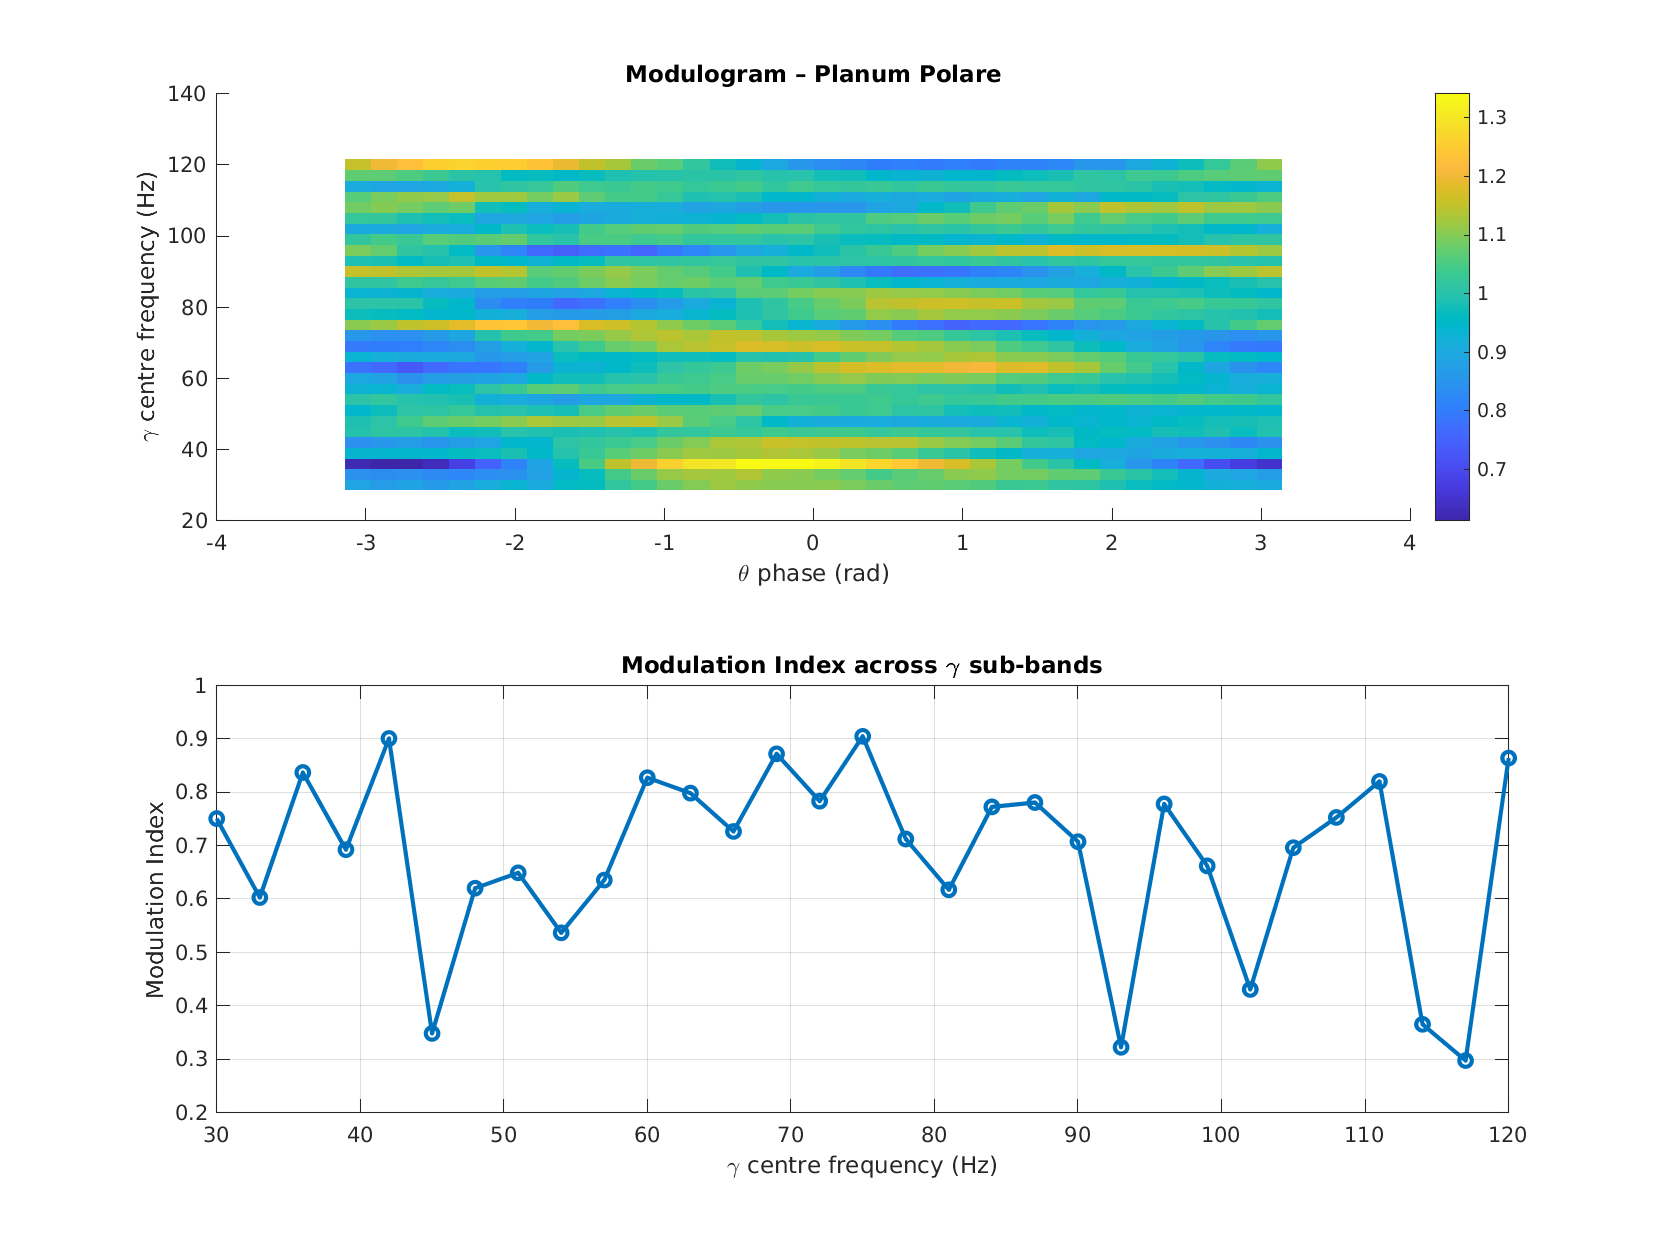 Modulogram – Planum Polare
140
120
100
80
60
40
20
γ centre frequency (Hz)
-4 -3 -2 -1 0 1 2 3 4
θ phase (rad)
1.3
1.2
1.1
1
0.9
0.8
0.7
Modulation Index across γ sub-bands
1
0.9
0.8
0.7
0.6
0.5
0.4
0.3
0.2
Modulation Index
30 40 50 60 70 80 90 100 110 120
γ centre frequency (Hz)